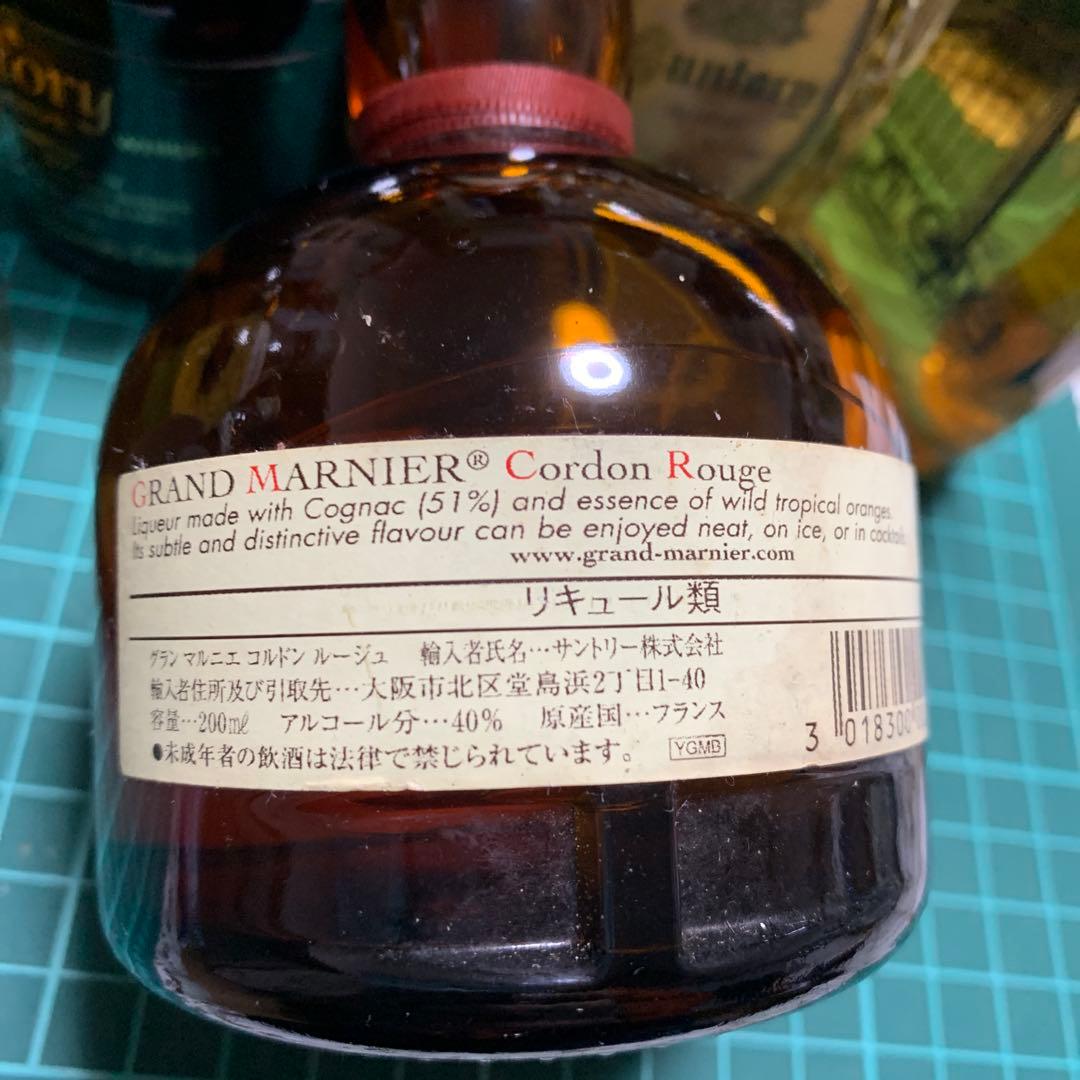 GRAND MARNIER® Cordon Rouge
Liqueur made with Cognac (51%) and essence of wild tropical oranges.
Its subtle and distinctive flavour can be enjoyed neat, on ice, or in cocktails.
www.grand-marnier.com
リキュール類
グラン マルニエ コルドン ルージュ 輸入者氏名…サントリー株式会社
輸入者住所及び引取先…大阪市北区堂島浜2丁目1-40
容量…200㎖ アルコール分…40% 原産国…フランス
●未成年者の飲酒は法律で禁じられています。 YGMB
3 018300